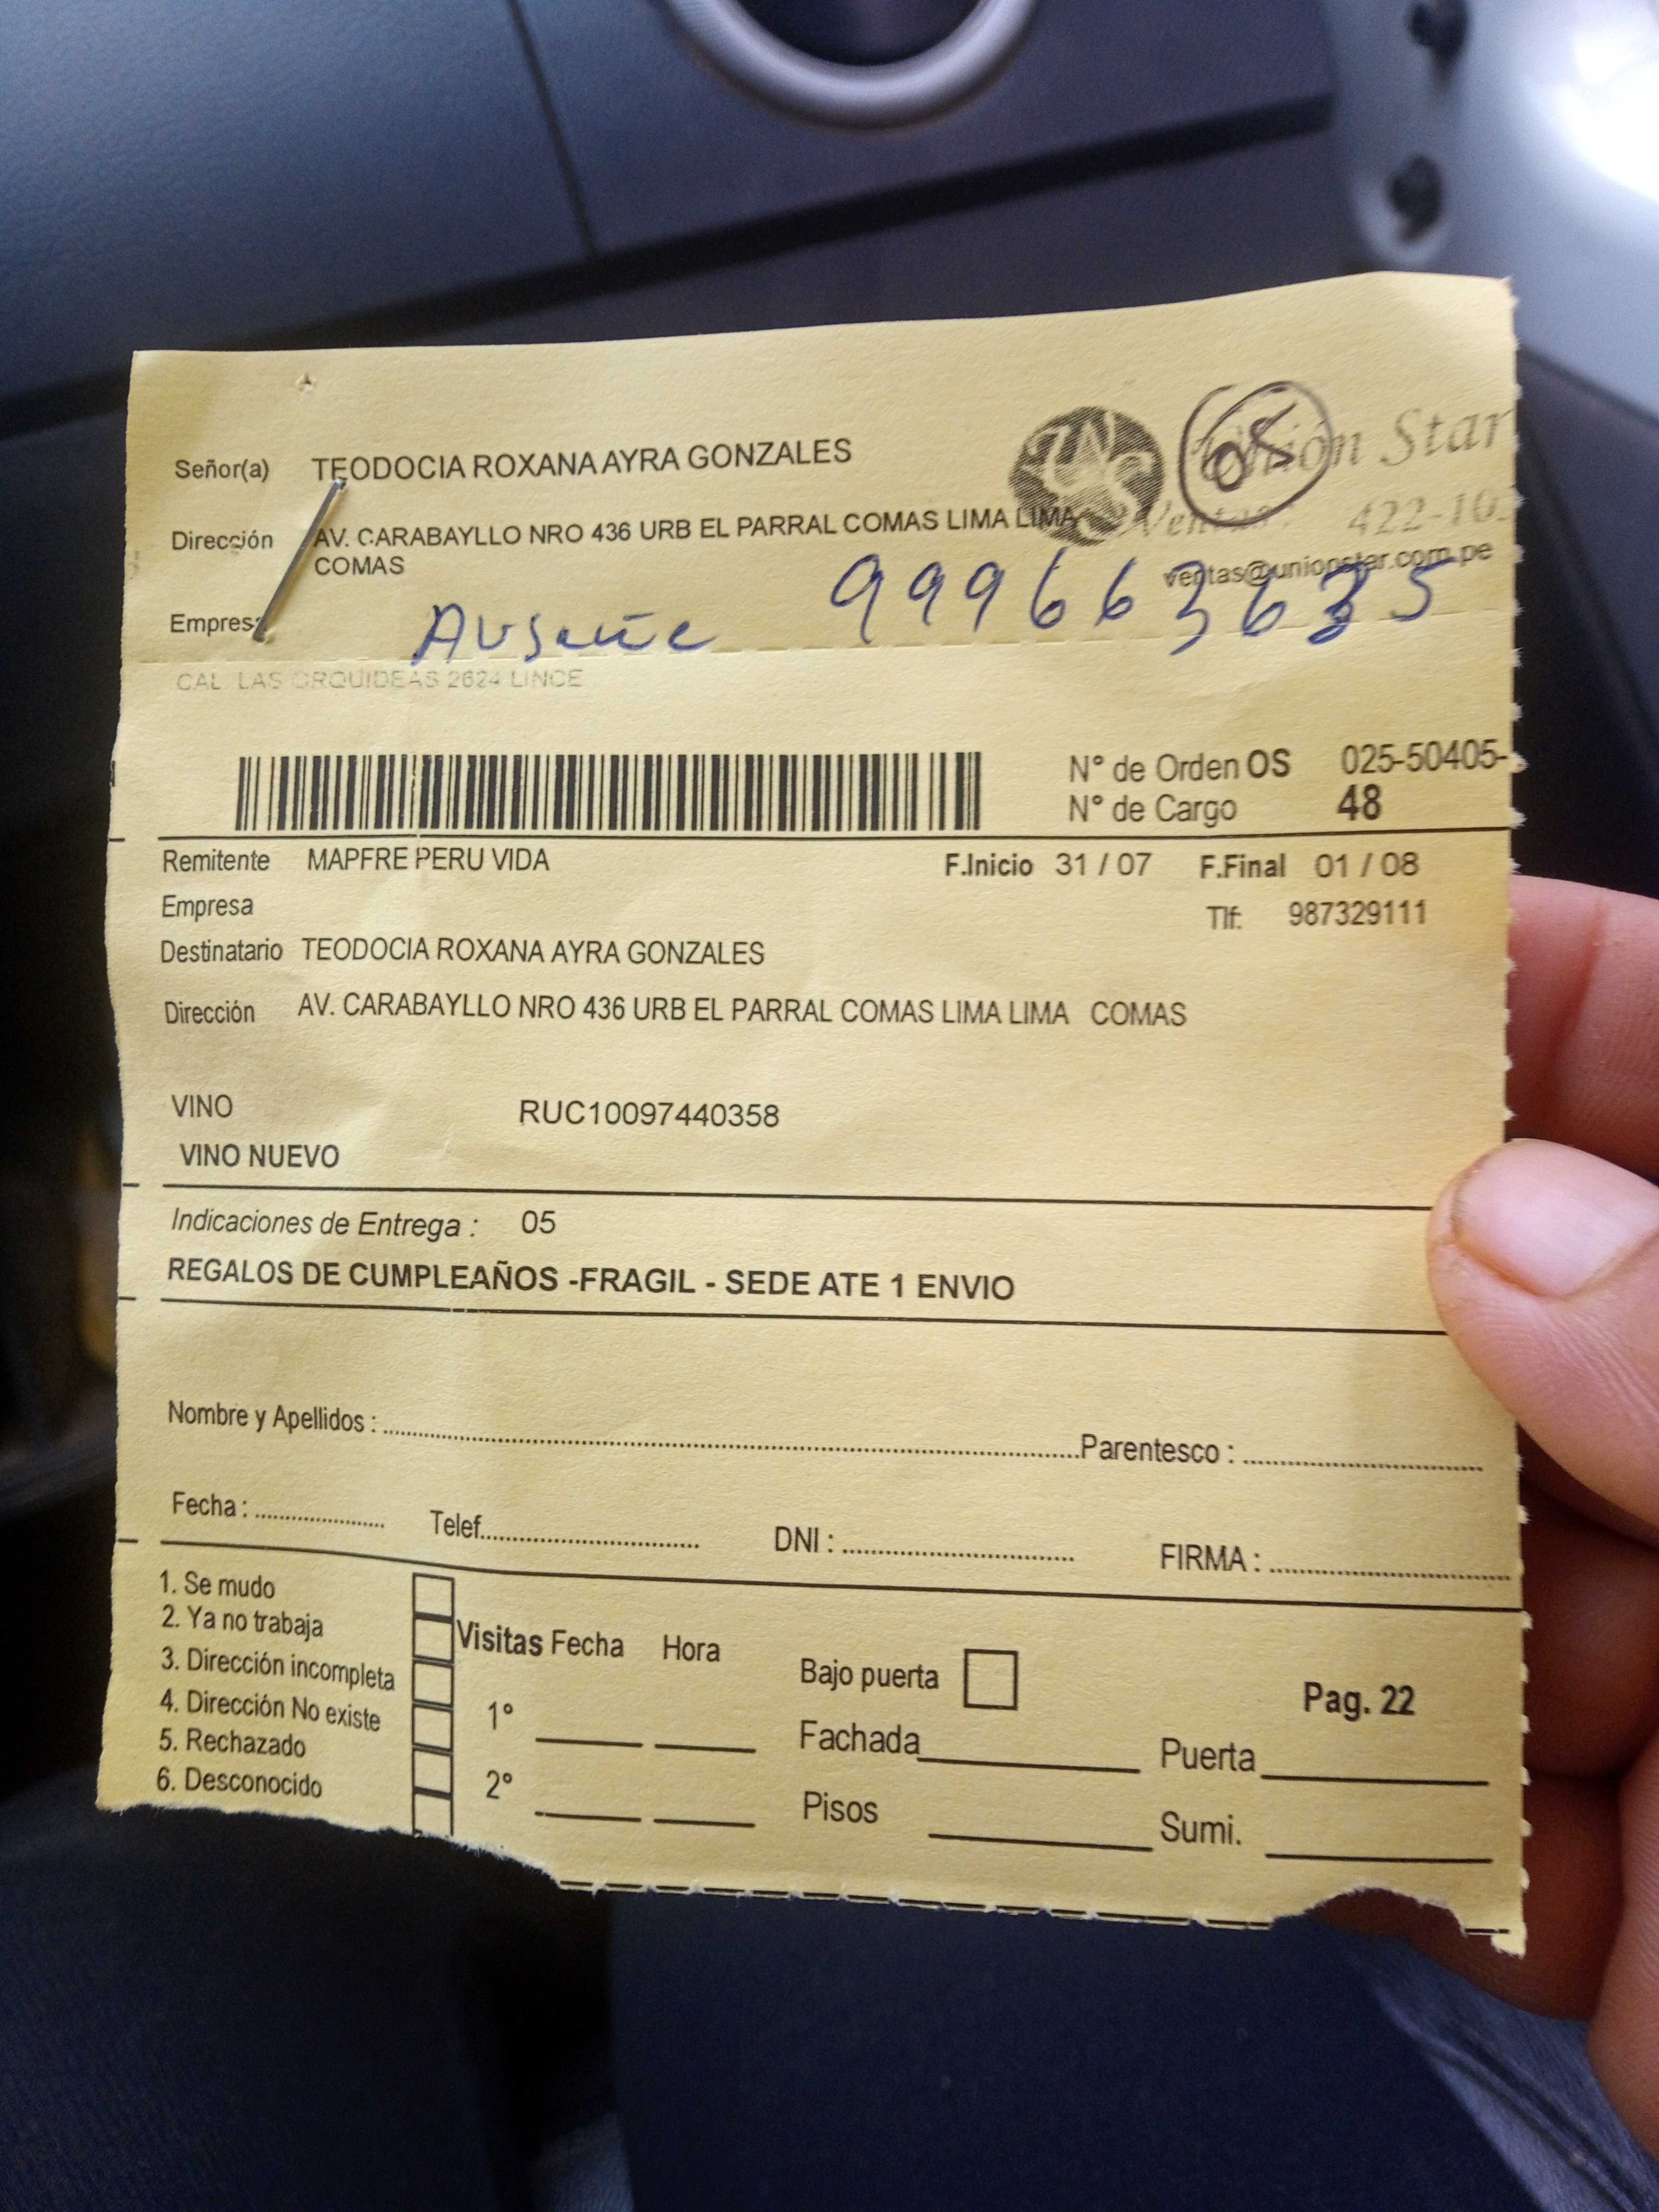 Señor(a) TEODOCIA ROXANA AYRA GONZALES
Union Star
Dirección AV. CARABAYLLO NRO 436 URB EL PARRAL COMAS LIMA LIMA
COMAS
Ventas: 422-10
ventas@unionstar.com.pe
Empresa
Ausente
CAL LAS ORQUIDEAS 2624 LINCE
N° de Orden OS 025-50405-
N° de Cargo 48
Remitente MAPFRE PERU VIDA F.Inicio 31 / 07 F.Final 01 / 08
Empresa Tlf: 987329111
Destinatario TEODOCIA ROXANA AYRA GONZALES
Dirección AV. CARABAYLLO NRO 436 URB EL PARRAL COMAS LIMA LIMA COMAS
VINO RUC10097440358
VINO NUEVO
Indicaciones de Entrega : 05
REGALOS DE CUMPLEAÑOS -FRAGIL - SEDE ATE 1 ENVIO
Nombre y Apellidos : Parentesco :
Fecha : Telef. DNI : FIRMA :
1. Se mudo
2. Ya no trabaja
3. Dirección incompleta
4. Dirección No existe
5. Rechazado
6. Desconocido
Visitas Fecha Hora
1°
2°
Bajo puerta
Pag. 22
Fachada Puerta
Pisos Sumi.